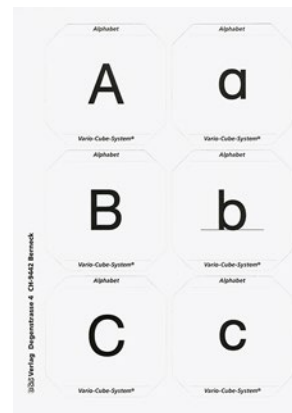 Alphabet
Alphabet
A
a
Vario-Cube-System®
Vario-Cube-System®
Alphabet
Alphabet
B
b
Vario-Cube-System®
Vario-Cube-System®
Alphabet
Alphabet
C
c
Vario-Cube-System®
Vario-Cube-System®
Verlag Degenstrasse 4 CH-9442 Berneck